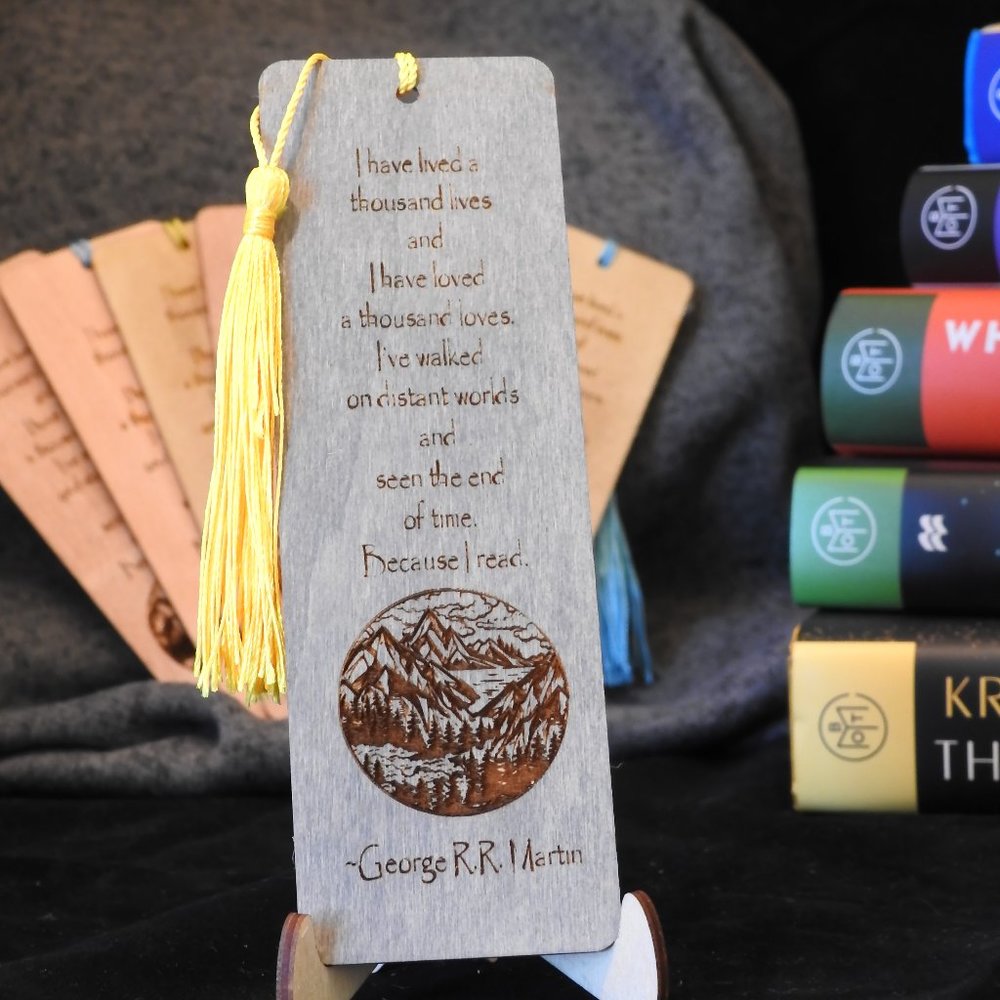 I have lived a
thousand lives
and
I have loved
a thousand loves.
I've walked
on distant worlds
and
seen the end
of time.
Because I read.
~George R.R. Martin
WH
KR
TH